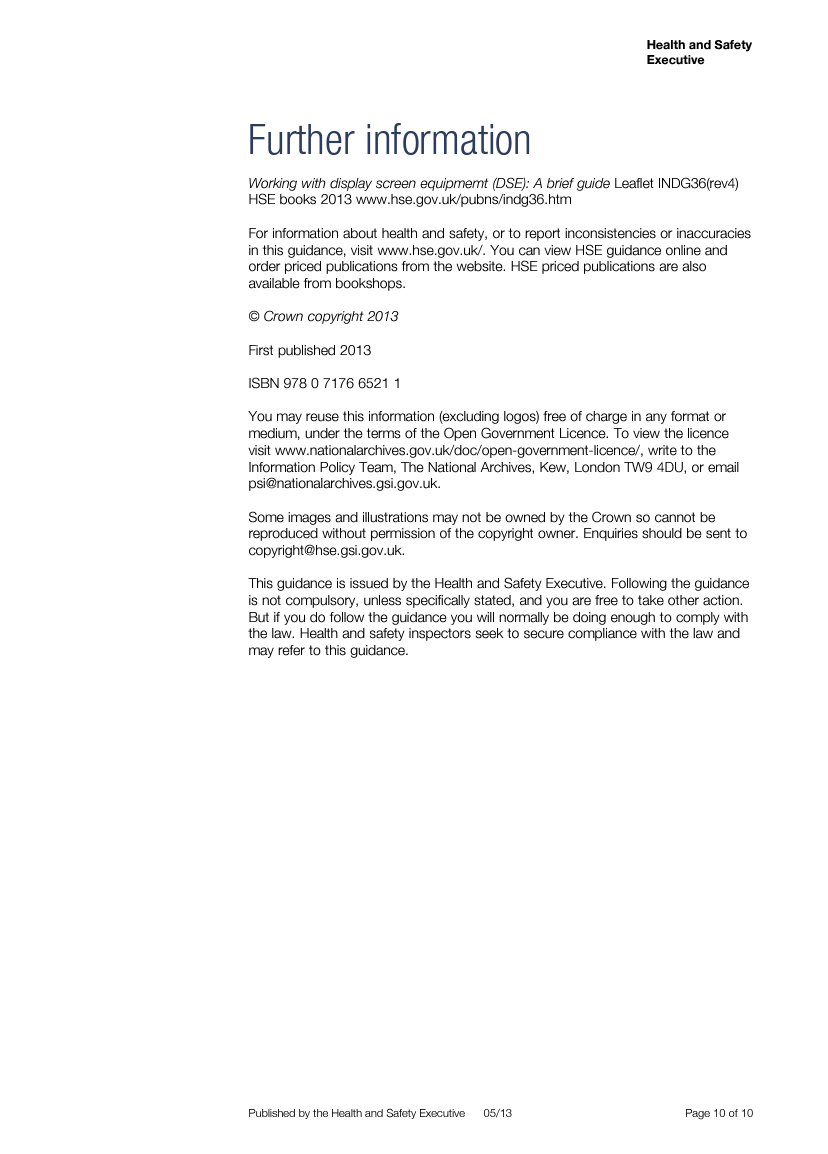 Health and Safety
Executive
Further information
Working with display screen equipmemt (DSE): A brief guide Leaflet INDG36(rev4)
HSE books 2013 www.hse.gov.uk/pubns/indg36.htm
For information about health and safety, or to report inconsistencies or inaccuracies
in this guidance, visit www.hse.gov.uk/. You can view HSE guidance online and
order priced publications from the website. HSE priced publications are also
available from bookshops.
© Crown copyright 2013
First published 2013
ISBN 978 0 7176 6521 1
You may reuse this information (excluding logos) free of charge in any format or
medium, under the terms of the Open Government Licence. To view the licence
visit www.nationalarchives.gov.uk/doc/open-government-licence/, write to the
Information Policy Team, The National Archives, Kew, London TW9 4DU, or email
psi@nationalarchives.gsi.gov.uk.
Some images and illustrations may not be owned by the Crown so cannot be
reproduced without permission of the copyright owner. Enquiries should be sent to
copyright@hse.gsi.gov.uk.
This guidance is issued by the Health and Safety Executive. Following the guidance
is not compulsory, unless specifically stated, and you are free to take other action.
But if you do follow the guidance you will normally be doing enough to comply with
the law. Health and safety inspectors seek to secure compliance with the law and
may refer to this guidance.
Published by the Health and Safety Executive 05/13 Page 10 of 10